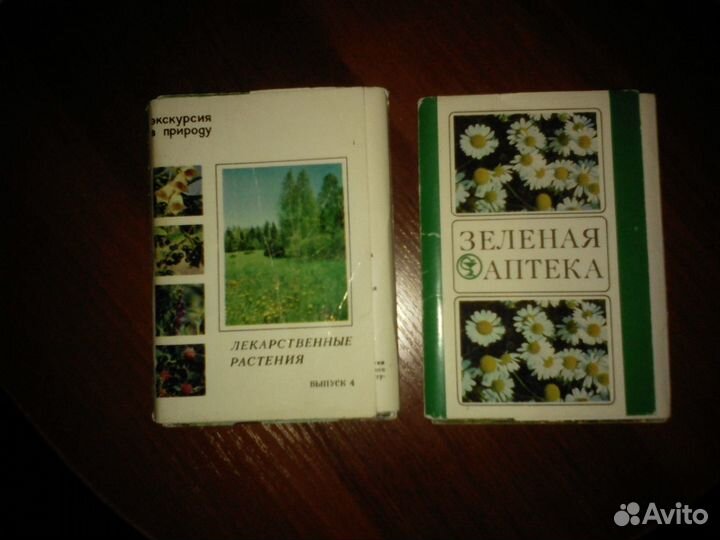 экскурсия
в природу
ЛЕКАРСТВЕННЫЕ
РАСТЕНИЯ
ВЫПУСК 4
ЗЕЛЕНАЯ
АПТЕКА
Avito